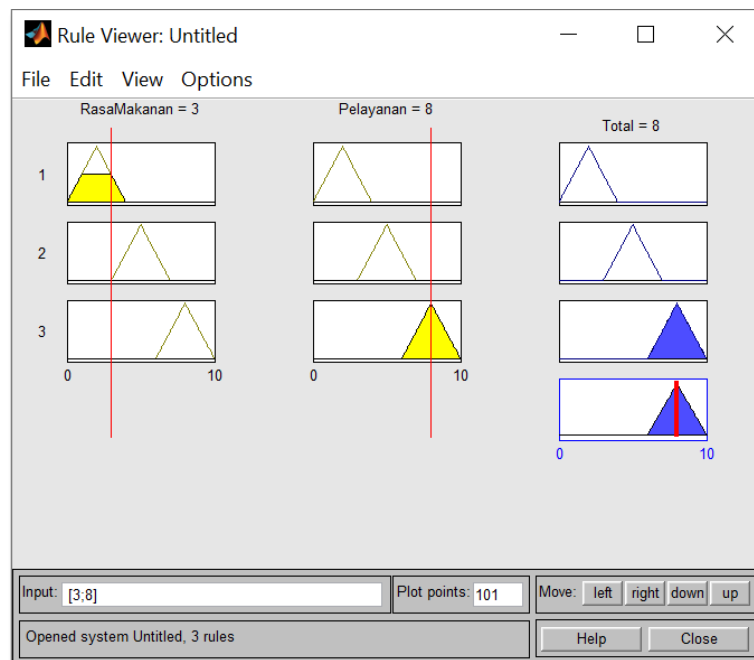 Rule Viewer: Untitled
File Edit View Options
RasaMakanan = 3 Pelayanan = 8 Total = 8
1
2
3
0 10 0 10
0 10
Input: [3;8] Plot points: 101 Move: left right down up
Opened system Untitled, 3 rules Help Close